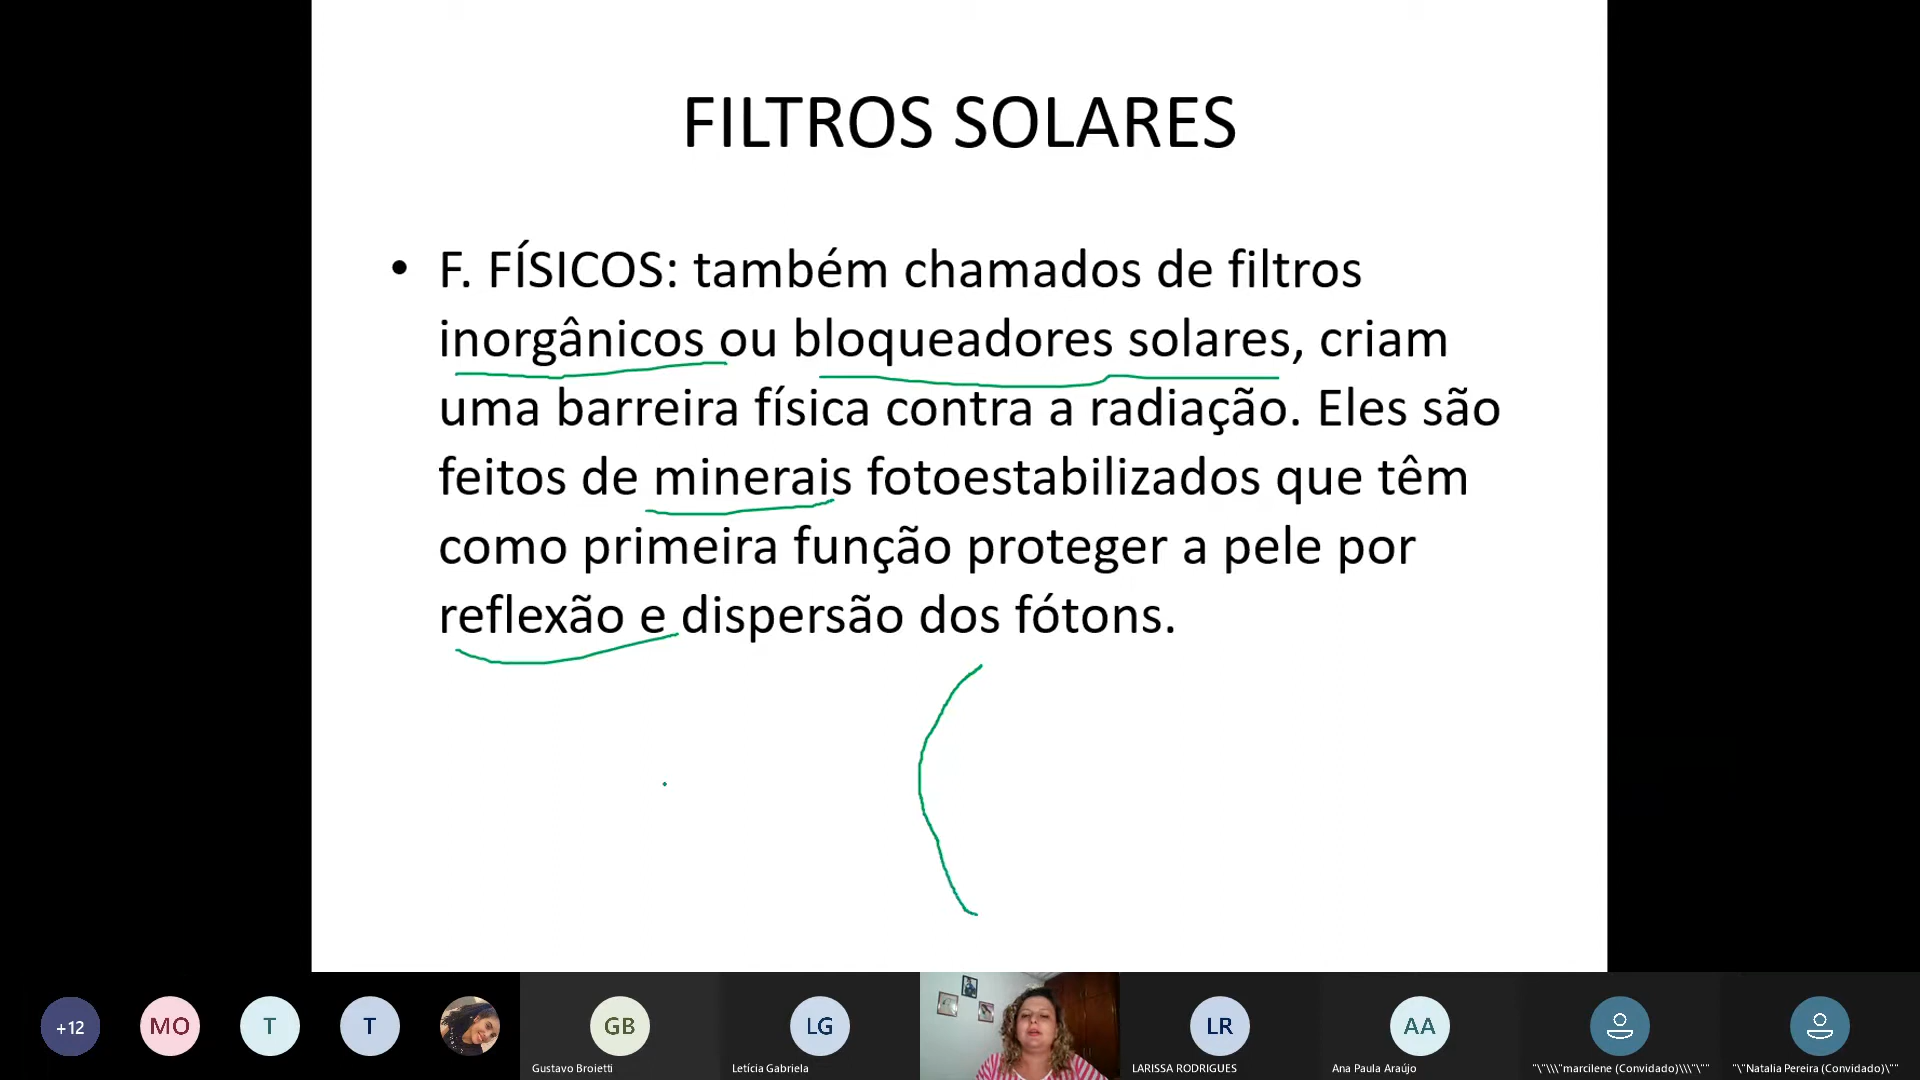 FILTROS SOLARES
• F. FÍSICOS: também chamados de filtros
inorgânicos ou bloqueadores solares, criam
uma barreira física contra a radiação. Eles são
feitos de minerais fotoestabilizados que têm
como primeira função proteger a pele por
reflexão e dispersão dos fótons.
+12 MO T T GB LG LR AA
Gustavo Broietti Letícia Gabriela LARISSA RODRIGUES Ana Paula Araújo "\"\\\"marcilene (Convidado)\\\"\"" "\"Natalia Pereira (Convidado)\""